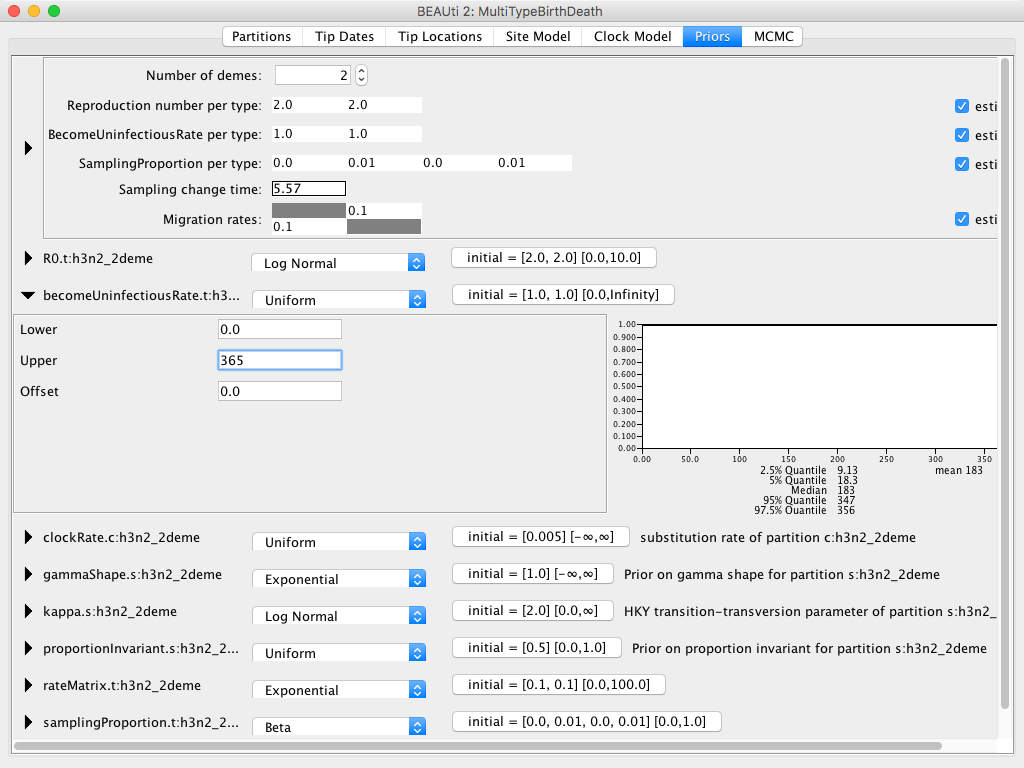 BEAUti 2: MultiTypeBirthDeath
Partitions Tip Dates Tip Locations Site Model Clock Model Priors MCMC
Number of demes: 2
Reproduction number per type: 2.0 2.0 esti
BecomeUninfectiousRate per type: 1.0 1.0 esti
SamplingProportion per type: 0.0 0.01 0.0 0.01 esti
Sampling change time: 5.57
Migration rates: 0.1 esti
0.1
R0.t:h3n2_2deme Log Normal initial = [2.0, 2.0] [0.0,10.0]
becomeUninfectiousRate.t:h3... Uniform initial = [1.0, 1.0] [0.0,Infinity]
Lower 0.0
Upper 365
Offset 0.0
1.00
0.900
0.800
0.700
0.600
0.500
0.400
0.300
0.200
0.100
0.00
0.00 50.0 100 150 200 250 300 350
2.5% Quantile 9.13 mean 183
5% Quantile 18.3
Median 183
95% Quantile 347
97.5% Quantile 356
clockRate.c:h3n2_2deme Uniform initial = [0.005] [-∞,∞] substitution rate of partition c:h3n2_2deme
gammaShape.s:h3n2_2deme Exponential initial = [1.0] [-∞,∞] Prior on gamma shape for partition s:h3n2_2deme
kappa.s:h3n2_2deme Log Normal initial = [2.0] [0.0,∞] HKY transition-transversion parameter of partition s:h3n2_
proportionInvariant.s:h3n2_2... Uniform initial = [0.5] [0.0,1.0] Prior on proportion invariant for partition s:h3n2_2deme
rateMatrix.t:h3n2_2deme Exponential initial = [0.1, 0.1] [0.0,100.0]
samplingProportion.t:h3n2_2... Beta initial = [0.0, 0.01, 0.0, 0.01] [0.0,1.0]